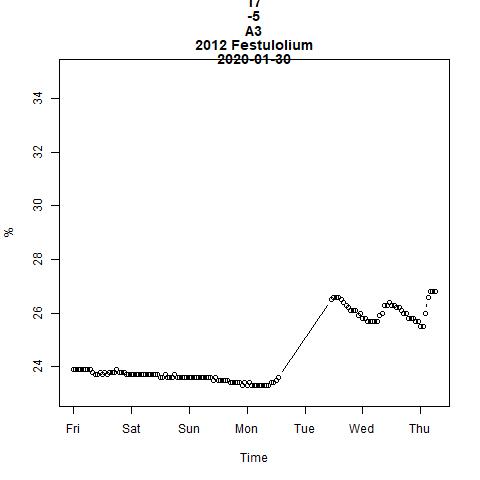 17
-5
A3
2012 Festulolium
2020-01-30
34
32
30
28
26
24
%
Fri Sat Sun Mon Tue Wed Thu
Time